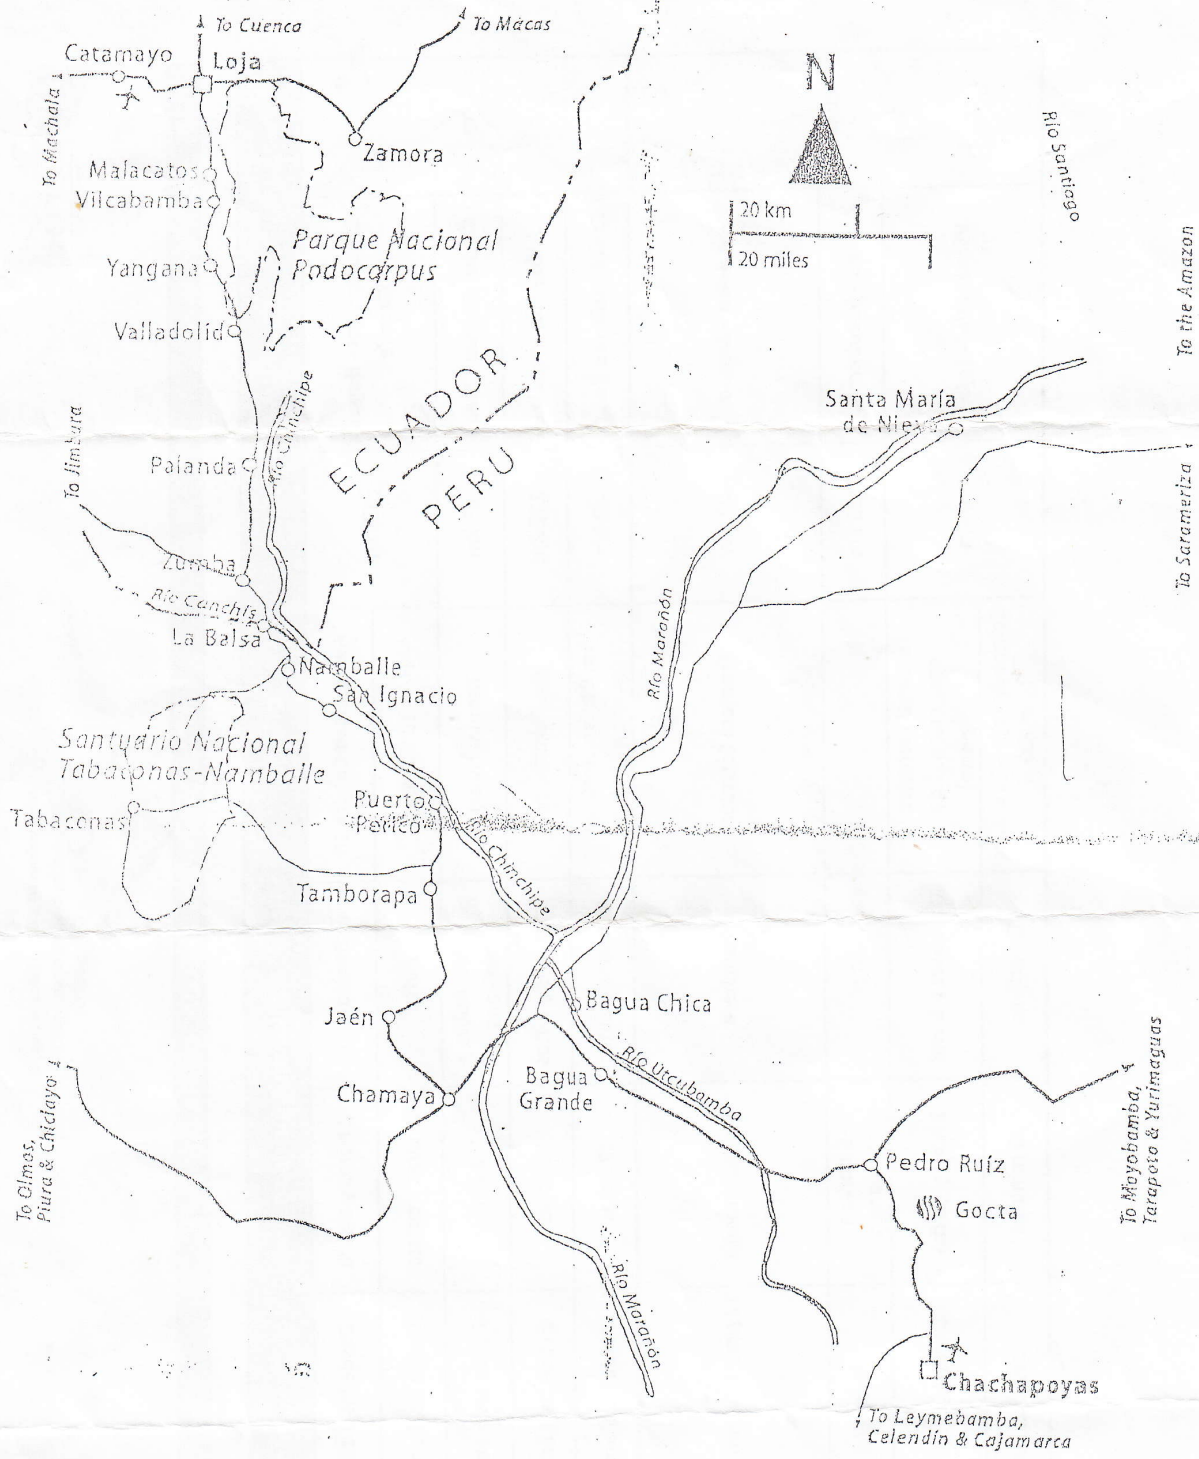 To Cuenca
To Macas
Catamayo
Loja
N
To Machala
Río Santiago
Zamora
Malacatos
Vilcabamba
20 km
Parque Nacional
Podocarpus
Yangana
20 miles
To the Amazon
Valladolid
ECUADOR
PERU
Río Chinchipe
To Jimbura
Santa María
de Nieva
Palanda
To Sarameriza
Zumba
Río Canchis
La Balsa
Río Marañón
Namballe
San Ignacio
Santuario Nacional
Tabaconas-Namballe
Puerto
Perico
Tabaconas
Río Chinchipe
Tamborapa
Jaén
Bagua Chica
Río Utcubamba
Chamaya
Bagua
Grande
To Olmos,
Piura & Chiclayo
Pedro Ruíz
Gocta
To Moyobamba,
Tarapoto & Yurimaguas
Río Marañón
Chachapoyas
To Leymebamba,
Celendín & Cajamarca